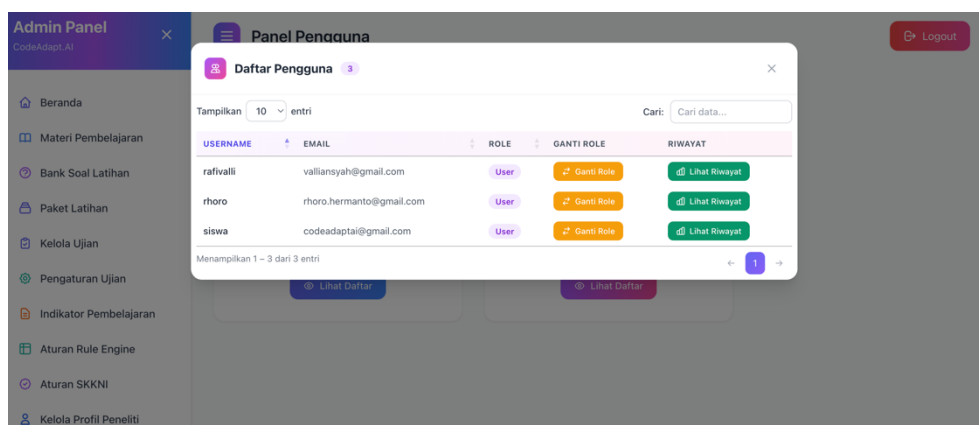 Admin Panel
CodeAdapt.AI
Beranda
Materi Pembelajaran
Bank Soal Latihan
Paket Latihan
Kelola Ujian
Pengaturan Ujian
Indikator Pembelajaran
Aturan Rule Engine
Aturan SKKNI
Kelola Profil Peneliti
Panel Pengguna
Logout
Daftar Pengguna 3
Tampilkan 10 entri
Cari: Cari data...
USERNAME EMAIL ROLE GANTI ROLE RIWAYAT
rafivalli valliansyah@gmail.com User Ganti Role Lihat Riwayat
rhoro rhoro.hermanto@gmail.com User Ganti Role Lihat Riwayat
siswa codeadaptai@gmail.com User Ganti Role Lihat Riwayat
Menampilkan 1 – 3 dari 3 entri
← 1 →
Lihat Daftar Lihat Daftar